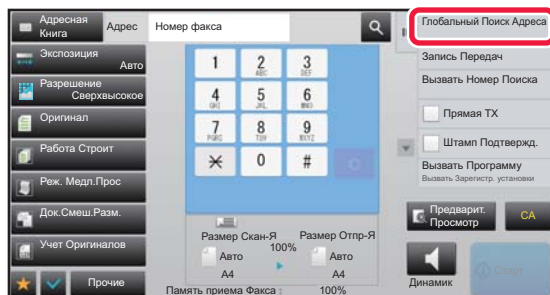 Адресная
Книга
Адрес
Номер факса
Экспозиция
Авто
Разрешение
Сверхвысокое
Оригинал
Работа Строит
Реж. Медл.Прос
Док.Смеш.Разм.
Учет Оригиналов
Прочие
1
2
ABC
3
DEF
4
GHI
5
JKL
6
MNO
7
PQRS
8
TUV
9
WXYZ
0
#
Размер Скан-Я
100%
Размер Отпр-Я
Авто
A4
Авто
A4
Память приема Факса :
100%
Глобальный Поиск Адреса
Запись Передач
Вызвать Номер Поиска
Прямая TX
Штамп Подтвержд.
Вызвать Программу
Вызвать Зарегистр. установки
Предварит.
Просмотр
CA
Динамик
Старт